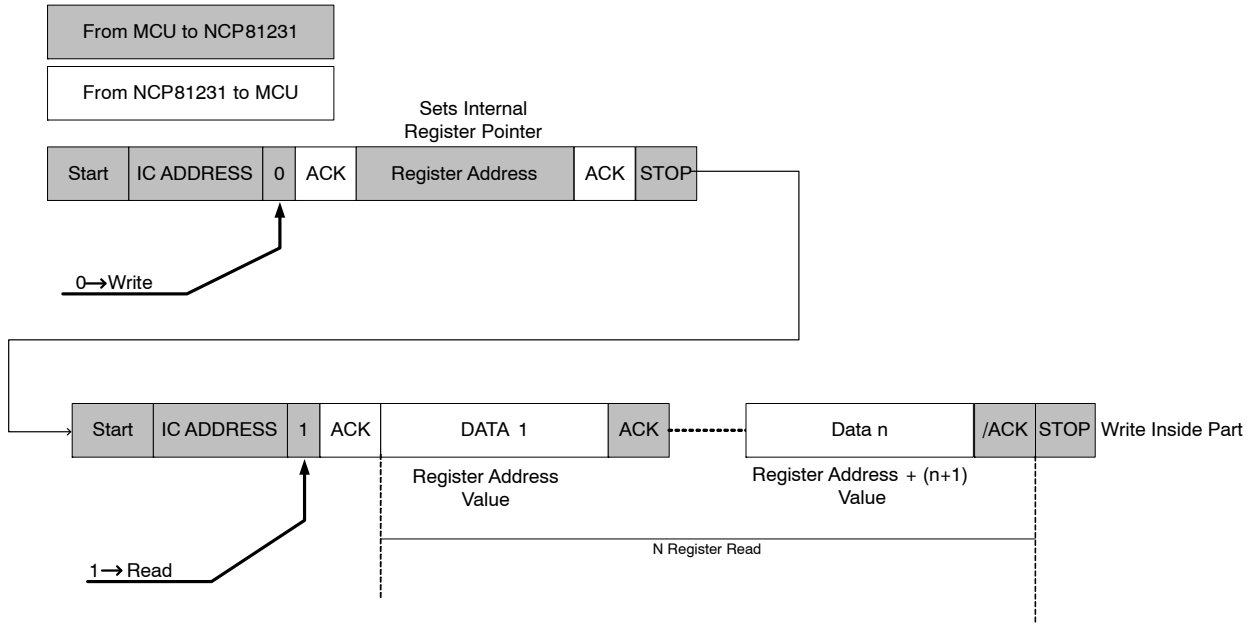 From MCU to NCP81231
From NCP81231 to MCU
Sets Internal
Register Pointer
Start IC ADDRESS 0 ACK Register Address ACK STOP
0→Write
Start IC ADDRESS 1 ACK DATA 1 ACK Data n /ACK STOP Write Inside Part
Register Address
Value
Register Address + (n+1)
Value
N Register Read
1→ Read